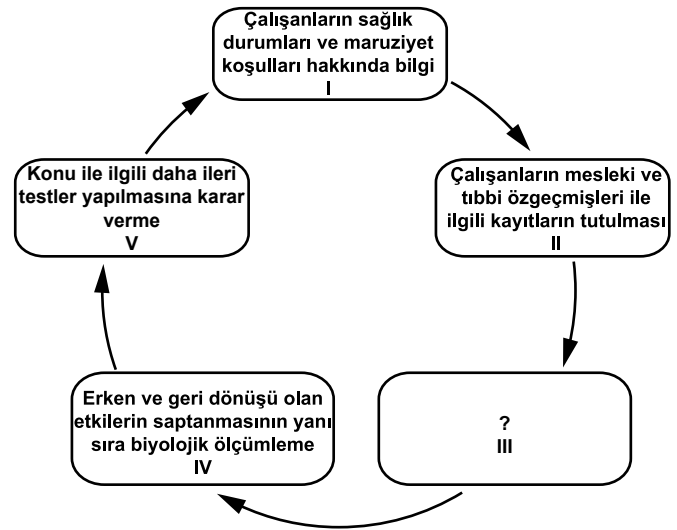 Çalışanların sağlık
durumları ve maruziyet
koşulları hakkında bilgi
I
Çalışanların mesleki ve
tıbbi özgeçmişleri ile
ilgili kayıtların tutulması
II
?
III
Erken ve geri dönüşü olan
etkilerin saptanmasının yanı
sıra biyolojik ölçümleme
IV
Konu ile ilgili daha ileri
testler yapılmasına karar
verme
V